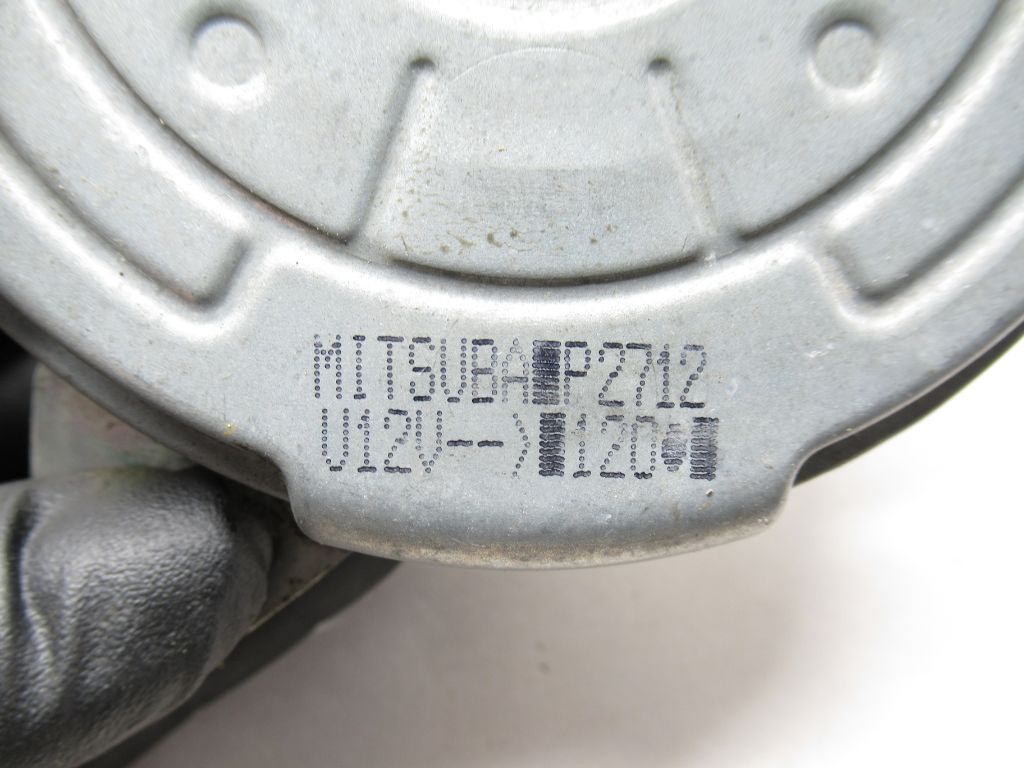 MITSUBA█P2712
U12V--> █120♥█